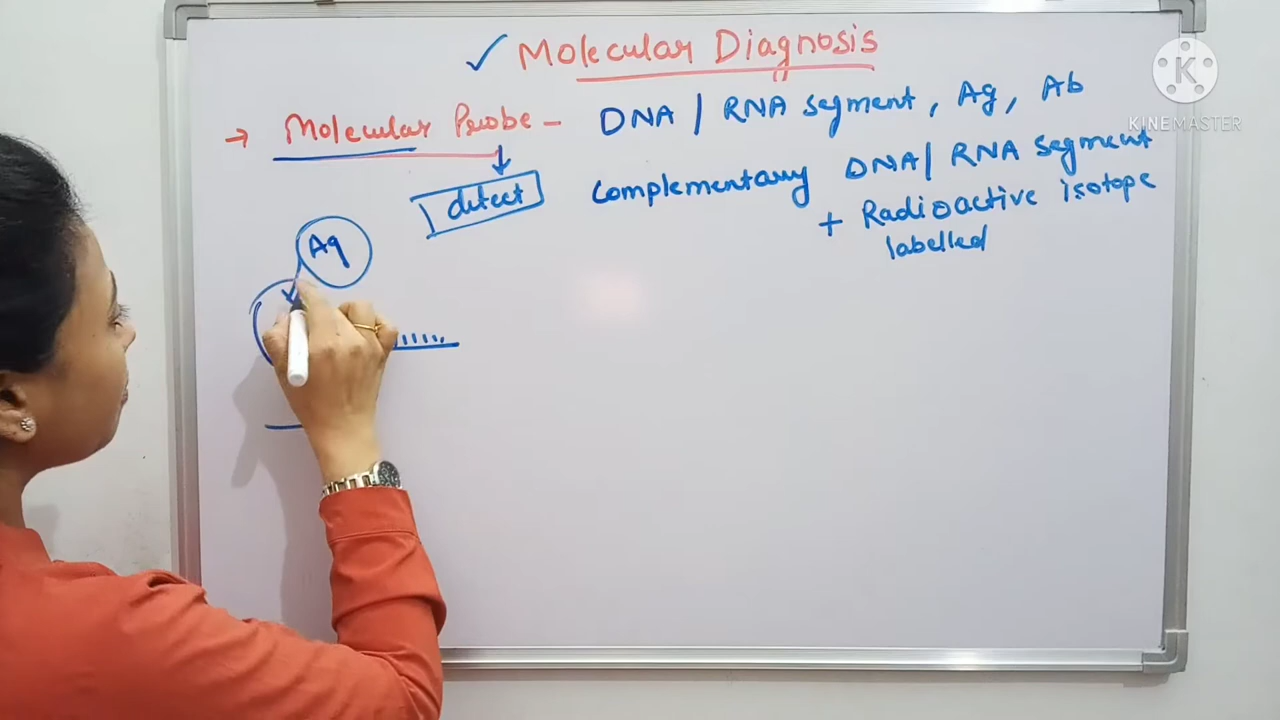 ✓ Molecular Diagnosis
→ Molecular Probe - DNA / RNA segment, Ag, Ab
detect
complementary DNA / RNA segment
+ Radioactive isotope
labelled
Ag
K
KINEMASTER